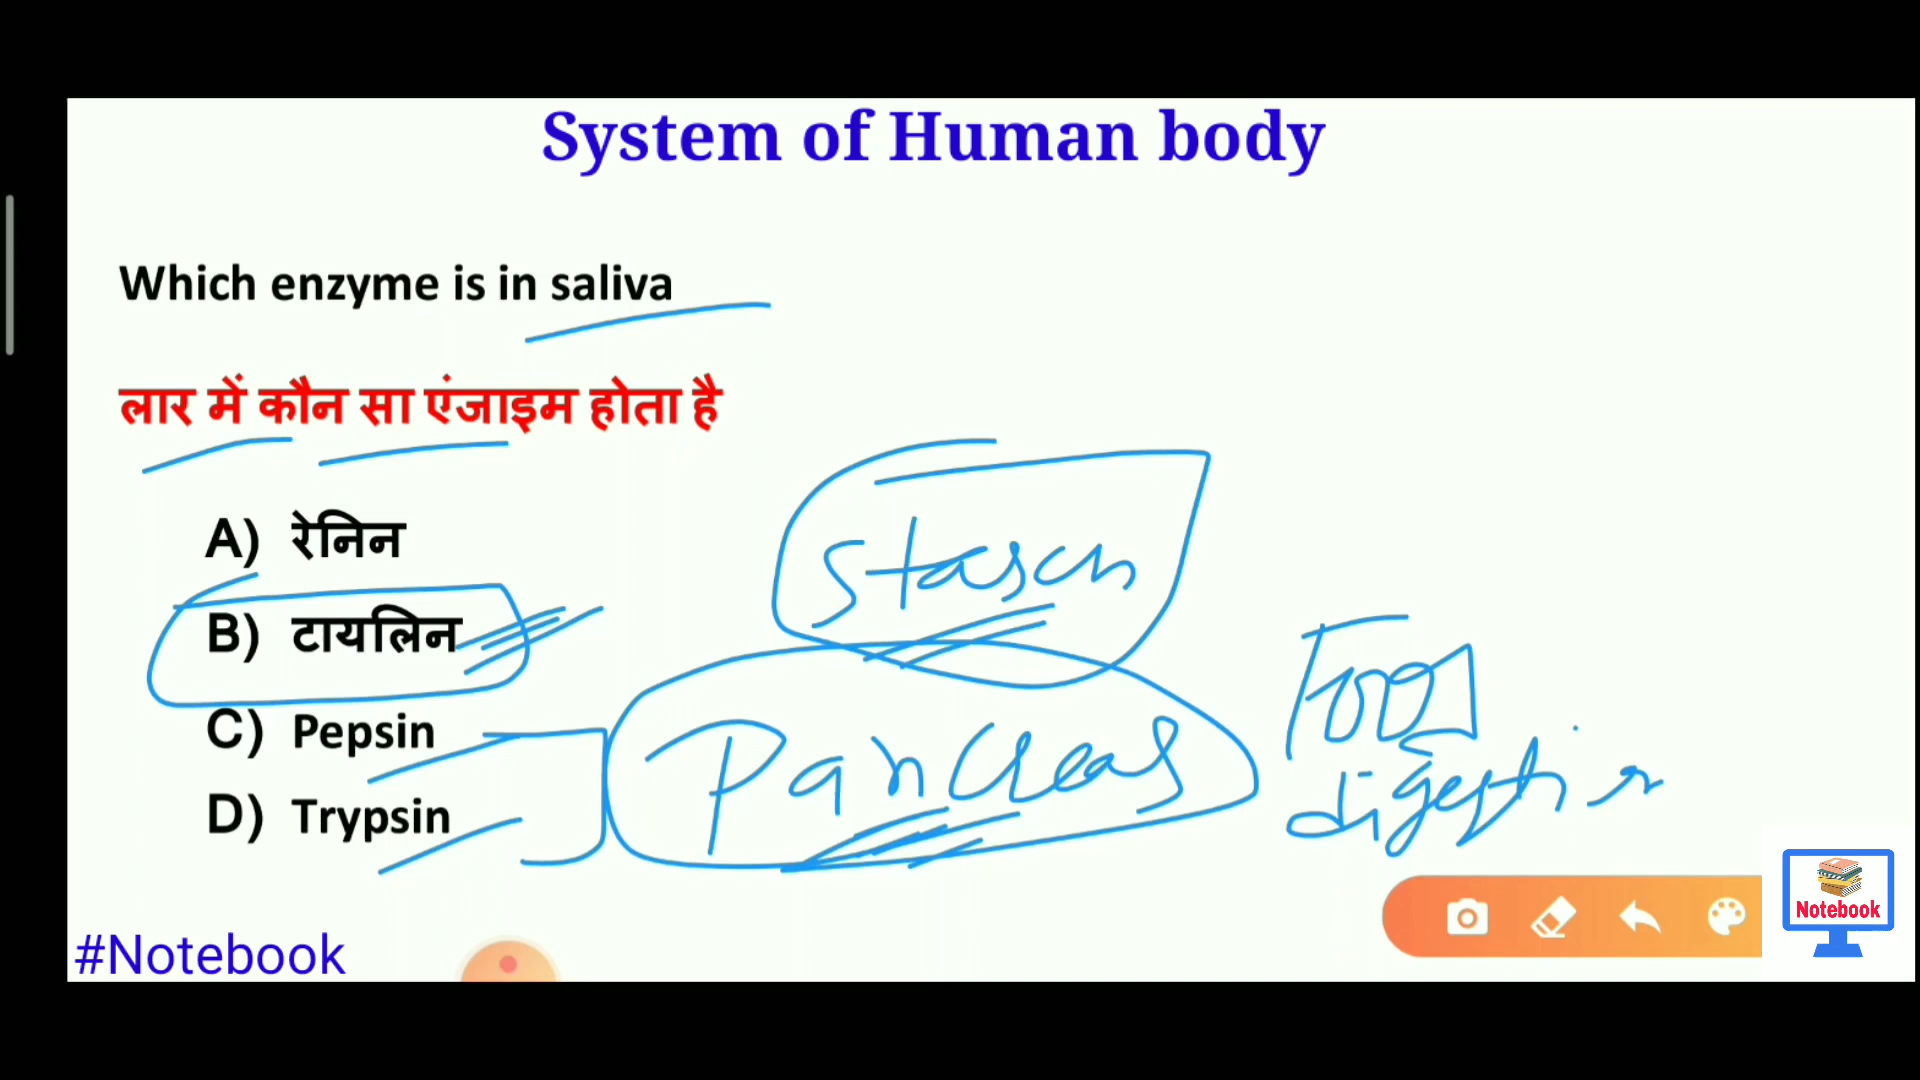 System of Human body
Which enzyme is in saliva
लार में कौन सा एंजाइम होता है
A) रेनिन
B) टायलिन
C) Pepsin
D) Trypsin
Starch
Pancreas
Food
digestion
#Notebook
Notebook